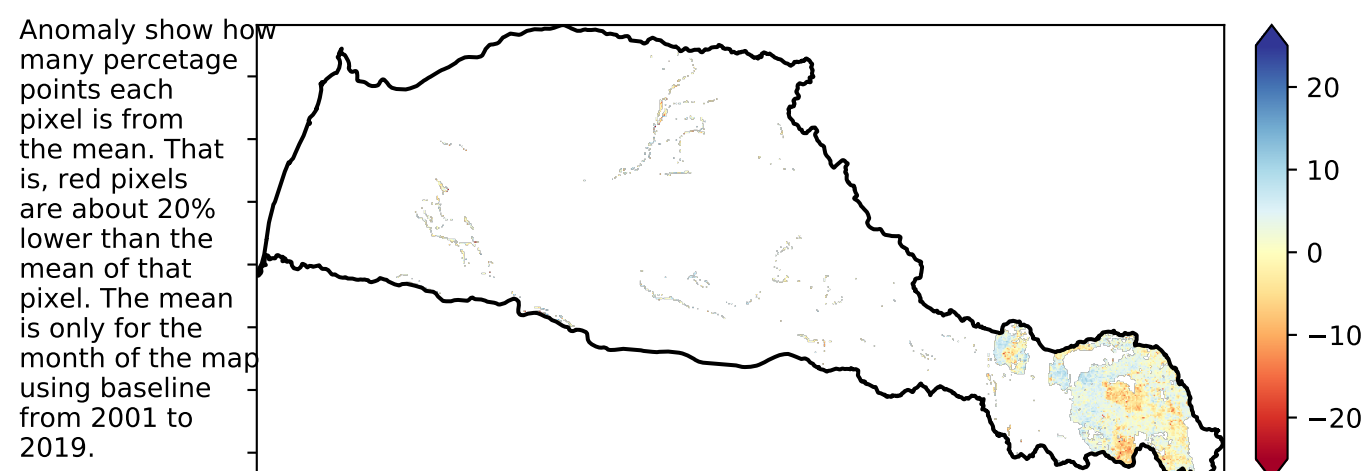 Anomaly show how
many percetage
points each
pixel is from
the mean. That
is, red pixels
are about 20%
lower than the
mean of that
pixel. The mean
is only for the
month of the map
using baseline
from 2001 to
2019.
20
10
0
−10
−20